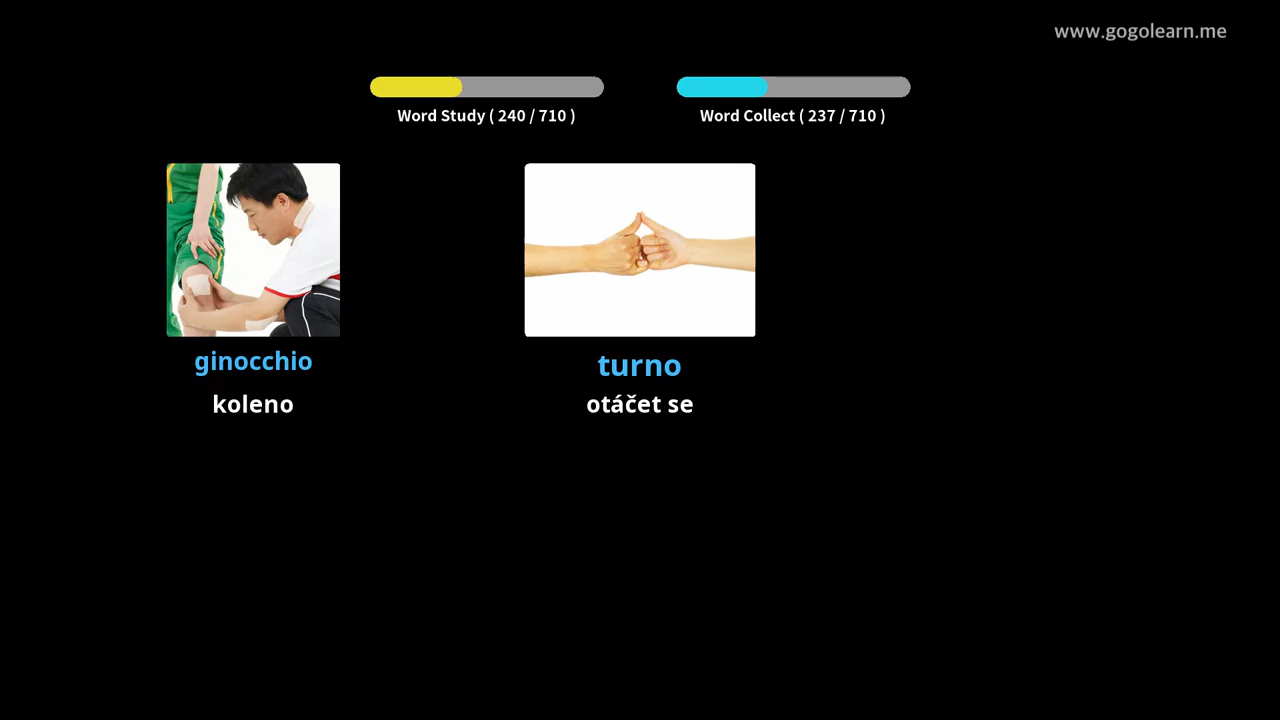 www.gogolearn.me
Word Study ( 240 / 710 )
Word Collect ( 237 / 710 )
ginocchio
koleno
turno
otáčet se